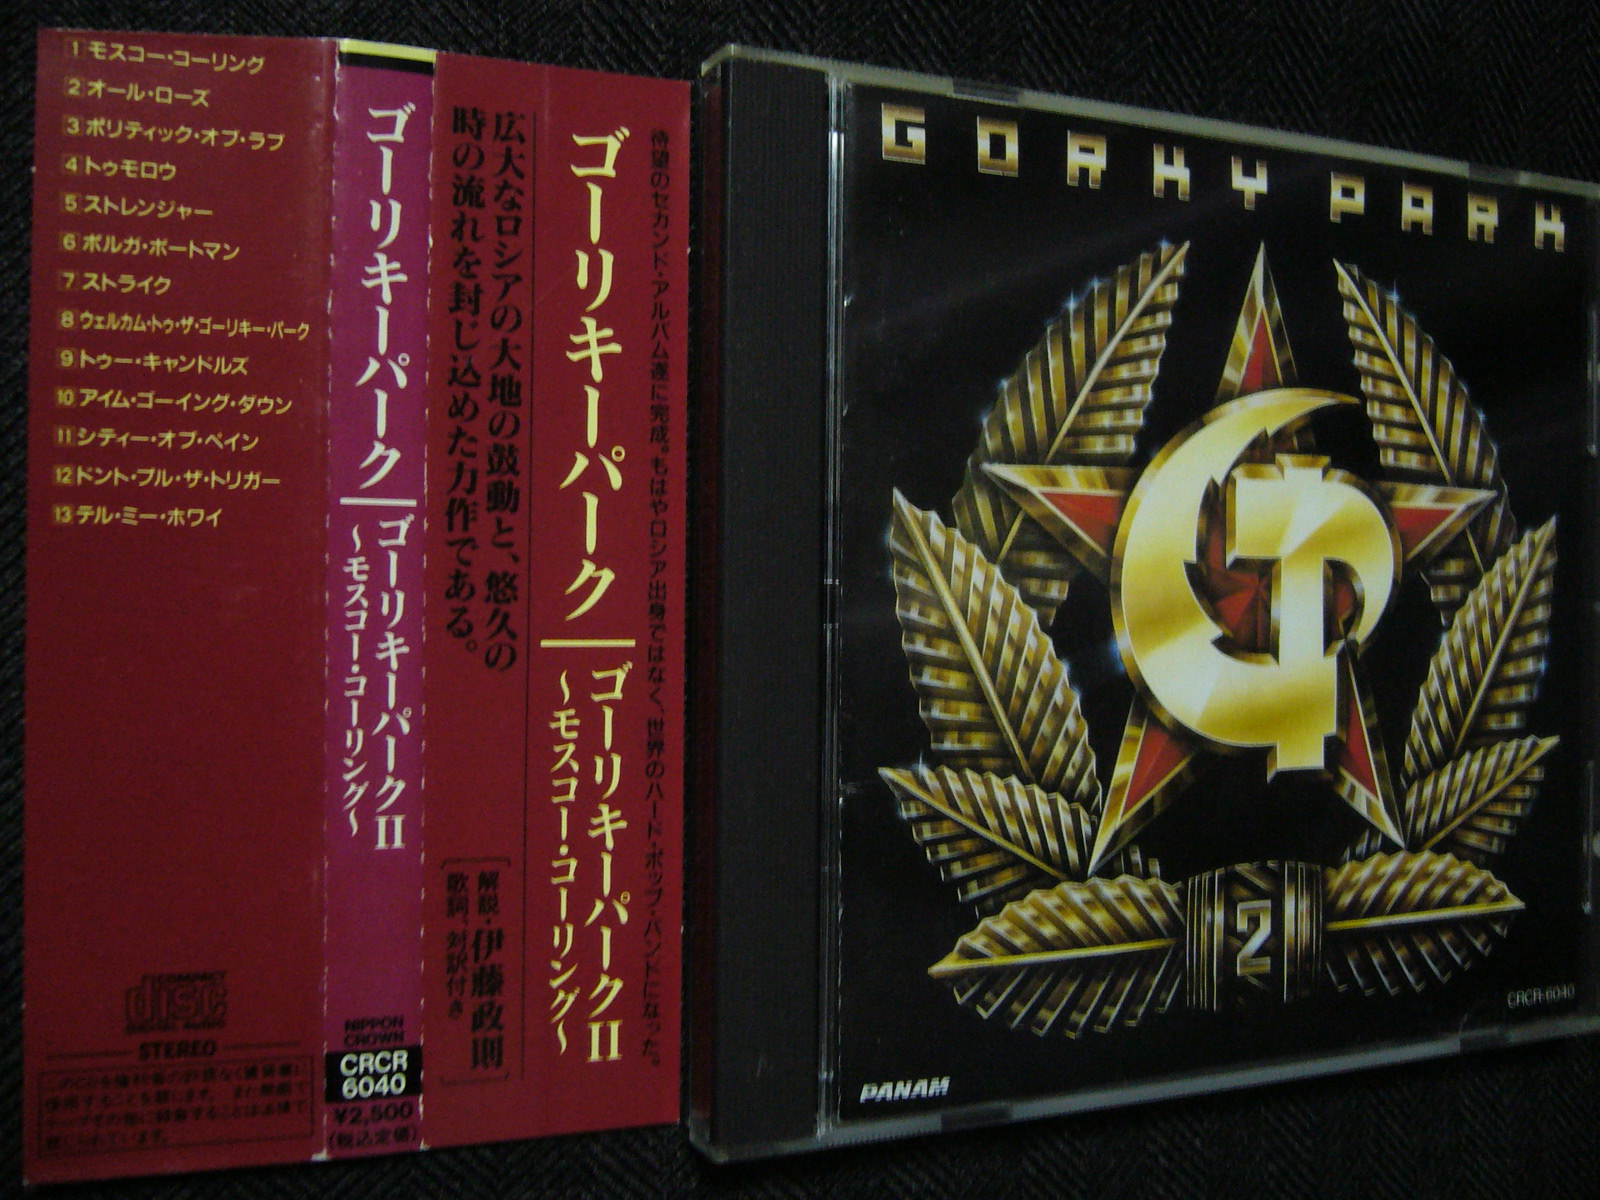 1 モスコー・コーリング
2 オール・ローズ
3 ポリティック・オブ・ラブ
4 トゥモロウ
5 ストレンジャー
6 ボルガ・ボートマン
7 ストライク
8 ウェルカム・トゥ・ザ・ゴーリキー・パーク
9 トゥー・キャンドルズ
10 アイム・ゴーイング・ダウン
11 シティー・オブ・ペイン
12 ドント・プル・ザ・トリガー
13 テル・ミー・ホワイ
COMPACT
disc
DIGITAL AUDIO
STEREO
ゴーリキーパーク
ゴーリキーパークII
〜モスコー・コーリング〜
NIPPON
CROWN
CRCR
6040
¥2,500
(税込定価)
待望のセカンド・アルバム遂に完成。もはやロシア出身ではなく、世界のハード・ポップ・バンドになった。
ゴーリキーパーク
ゴーリキーパークII
〜モスコー・コーリング〜
広大なロシアの大地の鼓動と、悠久の
時の流れを封じ込めた力作である。
解説・伊藤政則
歌詞、対訳付き
GORKY PARK
2
CRCR-6040
PANAM